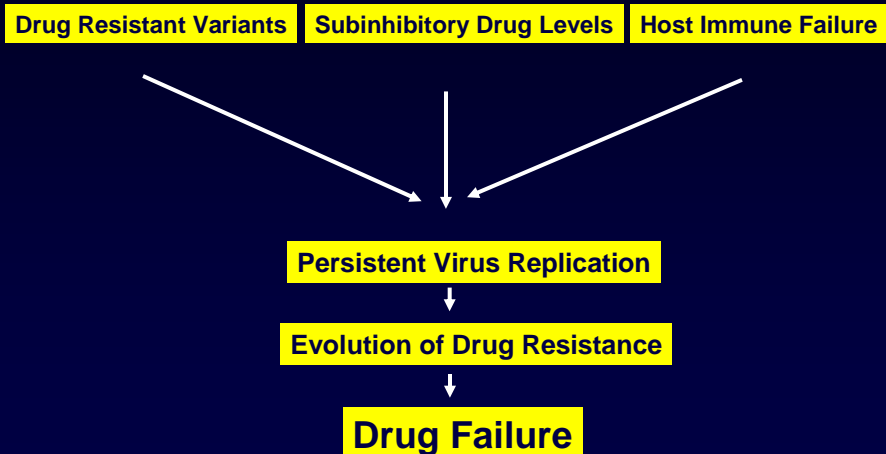 Drug Resistant Variants
Subinhibitory Drug Levels
Host Immune Failure
Persistent Virus Replication
Evolution of Drug Resistance
Drug Failure